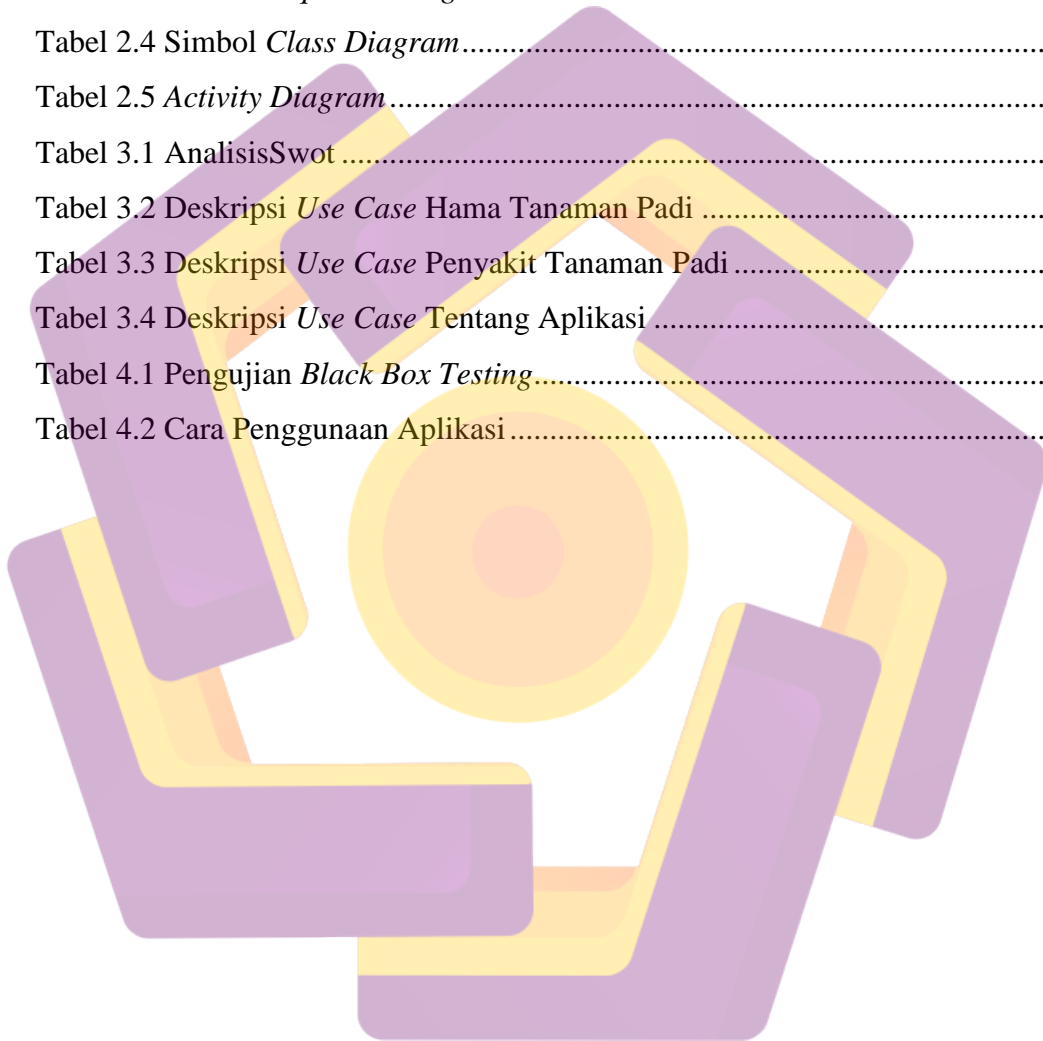 Tabel 2.4 Simbol Class Diagram..........................................................................
Tabel 2.5 Activity Diagram...................................................................................
Tabel 3.1 AnalisisSwot .........................................................................................
Tabel 3.2 Deskripsi Use Case Hama Tanaman Padi ...........................................
Tabel 3.3 Deskripsi Use Case Penyakit Tanaman Padi.......................................
Tabel 3.4 Deskripsi Use Case Tentang Aplikasi .................................................
Tabel 4.1 Pengujian Black Box Testing................................................................
Tabel 4.2 Cara Penggunaan Aplikasi...................................................................